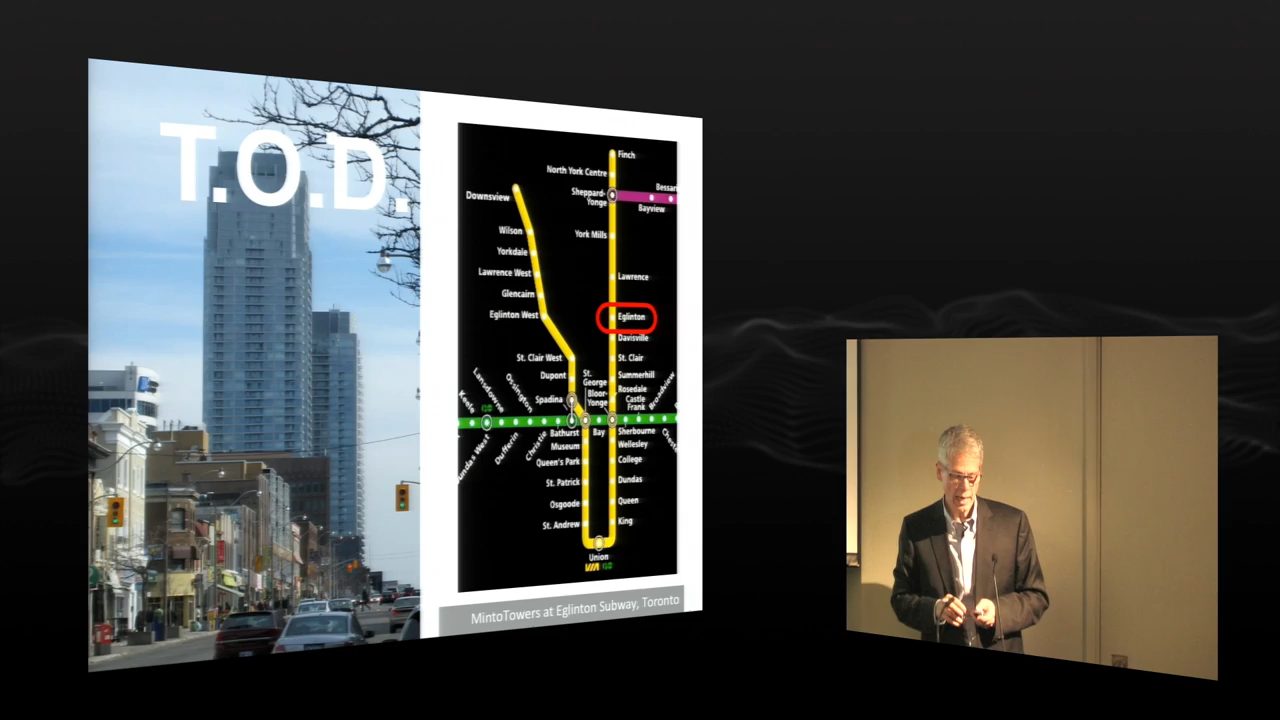 T.O.D.
Finch
North York Centre
Sheppard-
Yonge
Bayview
Downsview
Wilson
York Mills
Yorkdale
Lawrence West
Lawrence
Glencairn
Eglinton West
Eglinton
Davisville
St. Clair West
St. Clair
Dupont
St.
George
Summerhill
Spadina
Bloor-
Yonge
Rosedale
Castle
Frank
Broadview
Keele
Lansdowne
Ossington
Dufferin
Christie
Bathurst
Bay
Sherbourne
Museum
Wellesley
Queen's Park
College
St. Patrick
Dundas
Osgoode
Queen
St. Andrew
King
Union
VIA GO
MintoTowers at Eglinton Subway, Toronto